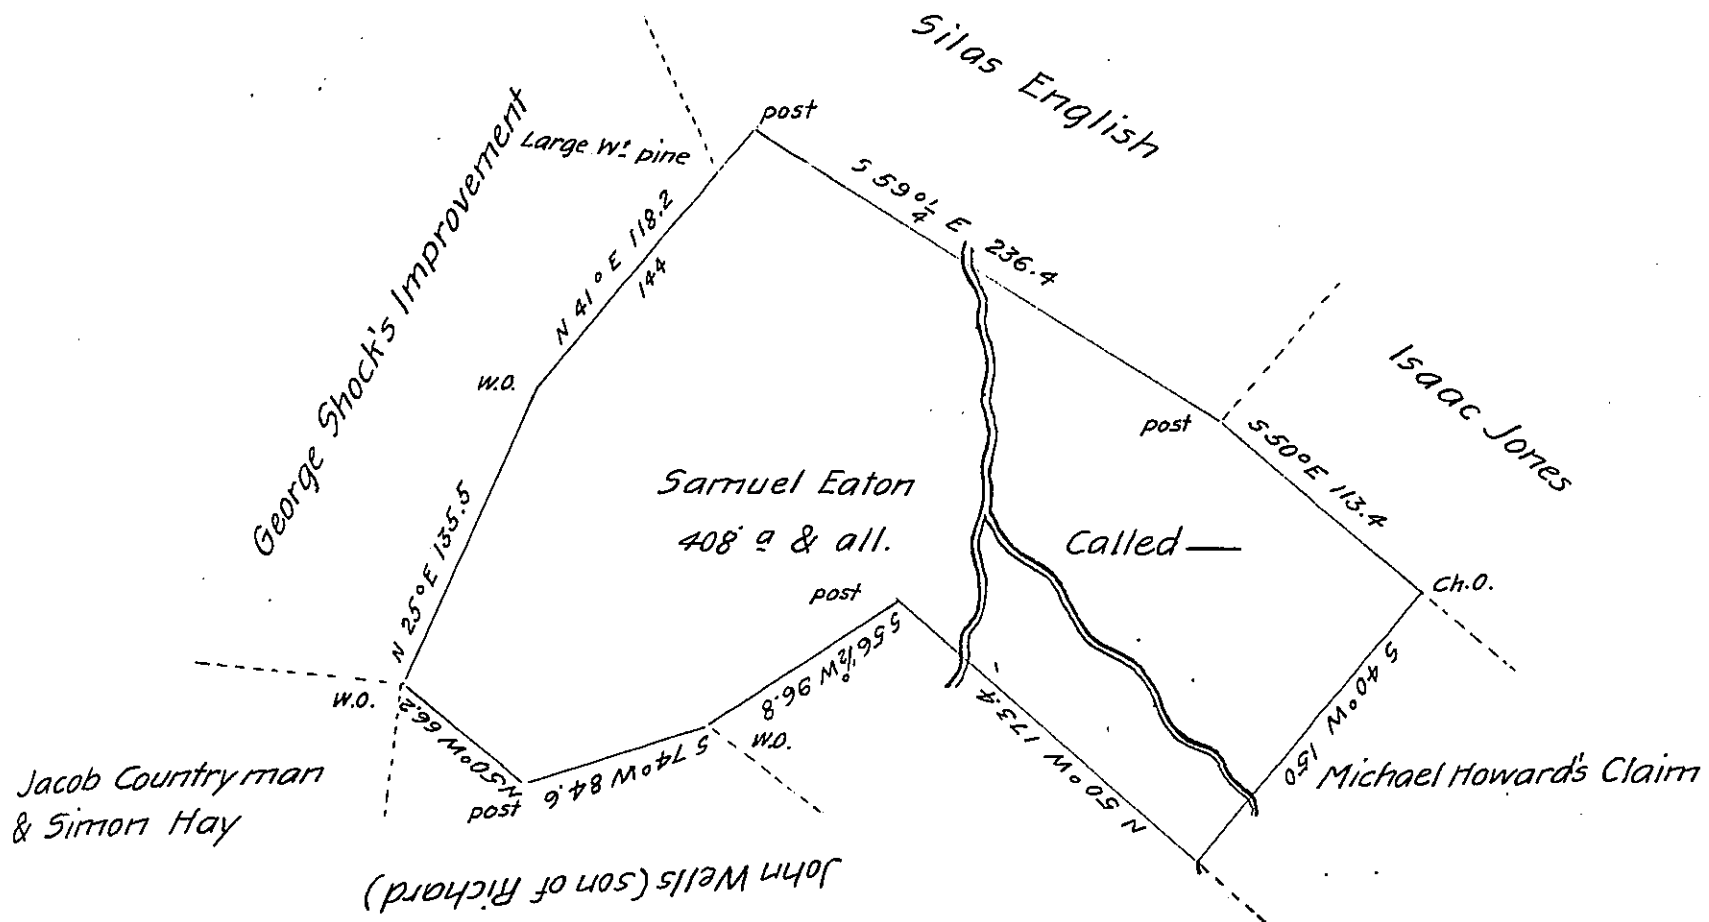 Silas English
post
Large Wt. pine
George Shock's Improvement
S 59°¼ E 236.4
N 41° E 118.2
144
W.O.
Isaac Jones
post
S 50° E 113.4
Samuel Eaton
408 a & all.
Called —
N 25° E 135.5
post
Ch.O.
S 56½° W 96.8
S 40° W 150
W.O.
N 50° W 66.2
W.O.
S 74° W 84.6
N 50° W 173.4
post
Jacob Countryman
& Simon Hay
Michael Howard's Claim
John Wells (son of Richard)